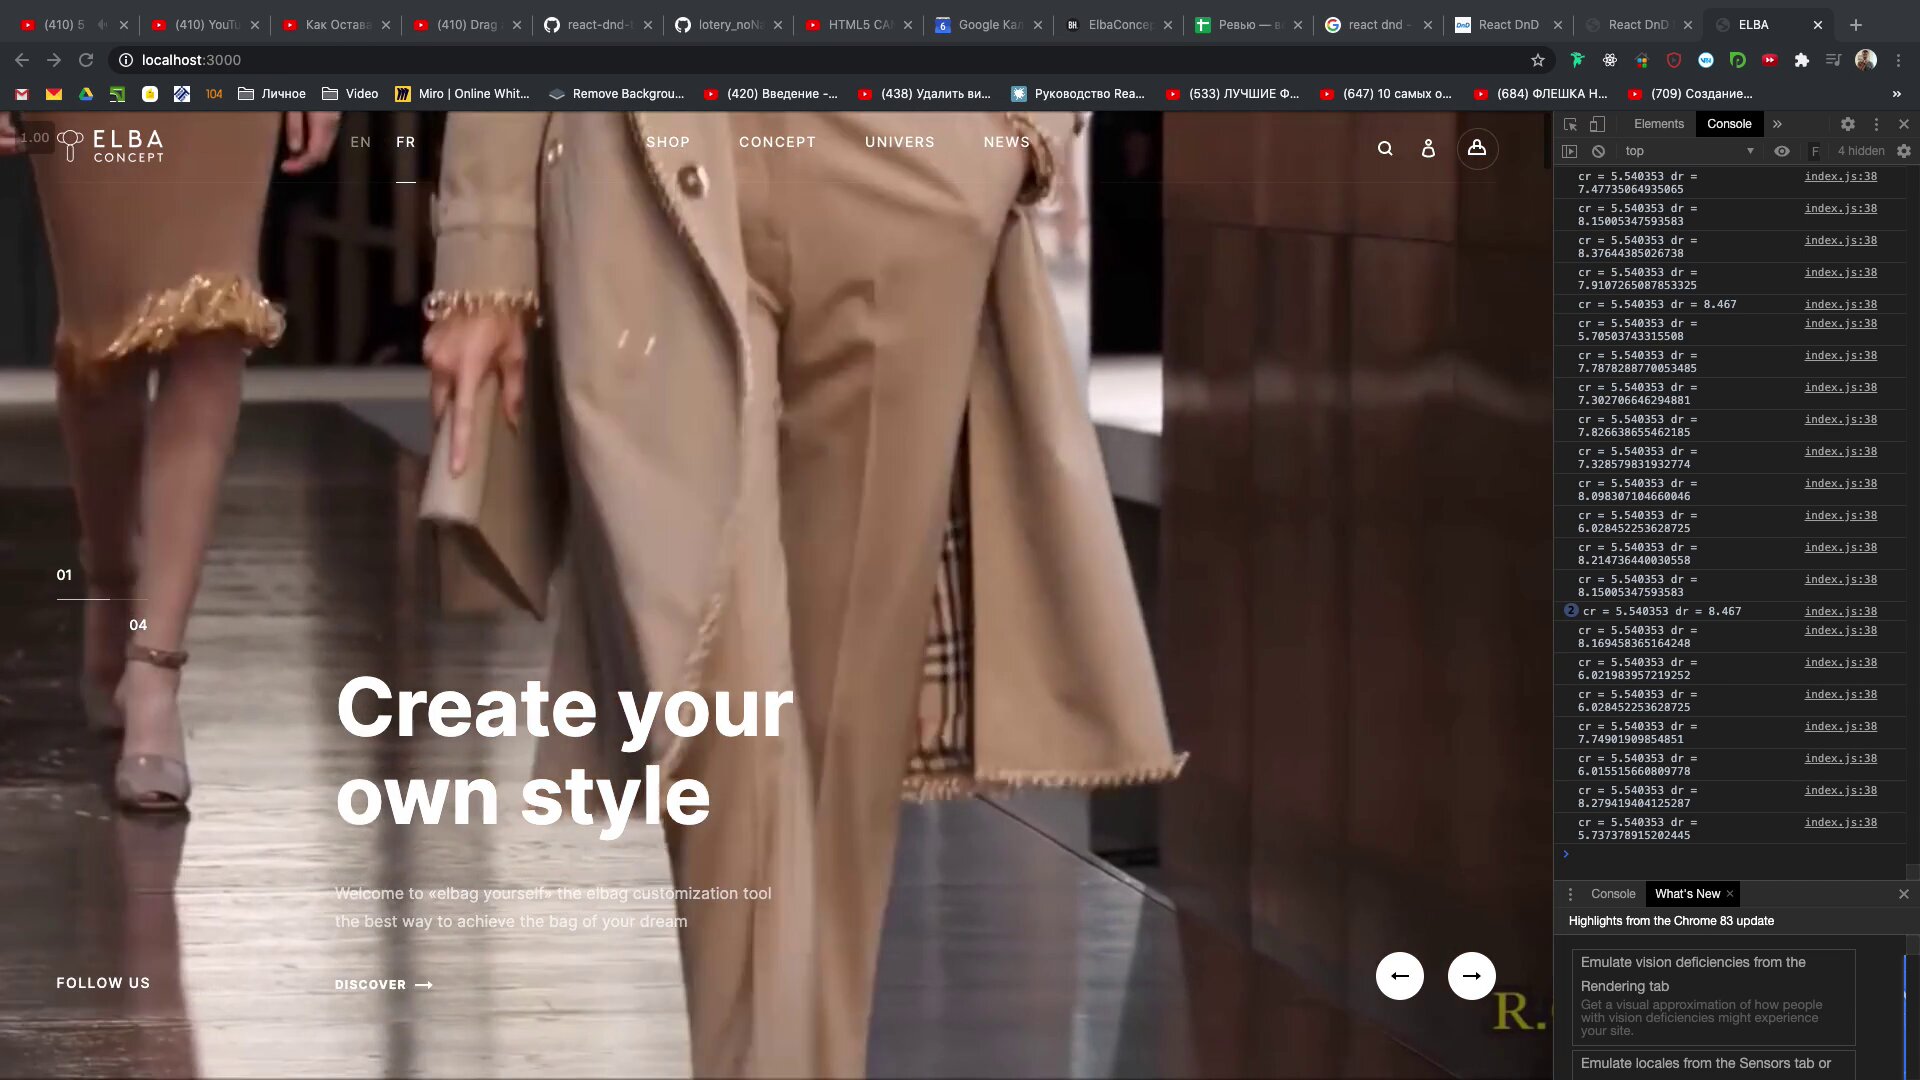 (410) 5
(410) YouTu
Как Остава
(410) Drag
react-dnd-t
lotery_noNa
HTML5 CAN
Google Кал
ElbaConcep
Ревью — во
react dnd -
React DnD
React DnD
ELBA
localhost:3000
104
Личное
Video
Miro | Online Whit...
Remove Backgrou...
(420) Введение -...
(438) Удалить ви...
Руководство Rea...
(533) ЛУЧШИЕ Ф...
(647) 10 самых о...
(684) ФЛЕШКА Н...
(709) Создание...
»
1.00
ELBA
CONCEPT
EN
FR
SHOP
CONCEPT
UNIVERS
NEWS
01
04
Create your
own style
Welcome to «elbag yourself» the elbag customization tool
the best way to achieve the bag of your dream
FOLLOW US
DISCOVER
R.
Elements
Console
»
top
F
4 hidden
cr = 5.540353 dr = index.js:38
7.47735064935065
cr = 5.540353 dr = index.js:38
8.15005347593583
cr = 5.540353 dr = index.js:38
8.37644385026738
cr = 5.540353 dr = index.js:38
7.9107265087853325
cr = 5.540353 dr = 8.467 index.js:38
cr = 5.540353 dr = index.js:38
5.70503743315508
cr = 5.540353 dr = index.js:38
7.7878288770053485
cr = 5.540353 dr = index.js:38
7.302706646294881
cr = 5.540353 dr = index.js:38
7.826638655462185
cr = 5.540353 dr = index.js:38
7.328579831932774
cr = 5.540353 dr = index.js:38
8.098307104660046
cr = 5.540353 dr = index.js:38
6.028452253628725
cr = 5.540353 dr = index.js:38
8.214736440030558
cr = 5.540353 dr = index.js:38
8.15005347593583
2 cr = 5.540353 dr = 8.467 index.js:38
cr = 5.540353 dr = index.js:38
8.169458365164248
cr = 5.540353 dr = index.js:38
6.021983957219252
cr = 5.540353 dr = index.js:38
6.028452253628725
cr = 5.540353 dr = index.js:38
7.74901909854851
cr = 5.540353 dr = index.js:38
6.015515660809778
cr = 5.540353 dr = index.js:38
8.279419404125287
cr = 5.540353 dr = index.js:38
5.737378915202445
Console
What's New
Highlights from the Chrome 83 update
Emulate vision deficiencies from the
Rendering tab
Get a visual approximation of how people
with vision deficiencies might experience
your site.
Emulate locales from the Sensors tab or